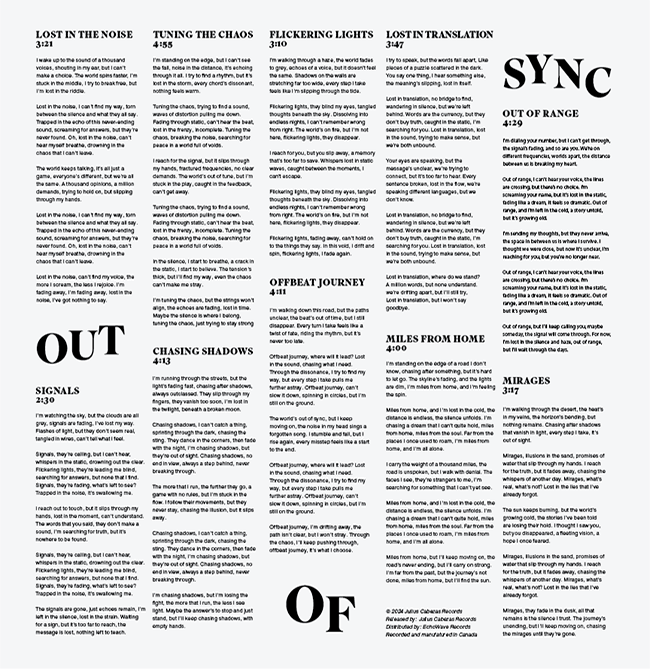 LOST IN THE NOISE
3:21
I wake up to the sound of a thousand
voices, shouting in my ear, but I can't
make a choice. The world spins faster, I'm
stuck in the middle, I try to break free, but
I'm lost in the riddle.
Lost in the noise, I can't find my way, torn
between the silence and what they all say.
Trapped in the echo of this never-ending
sound, screaming for answers, but they're
never found. Oh, lost in the noise, can't
hear myself breathe, drowning in the
chaos that I can't leave.
The world keeps talking, it's all just a
game, everyone's different, but we're all
the same. A thousand opinions, a million
demands, trying to hold on, but slipping
through my hands.
Lost in the noise, I can't find my way, torn
between the silence and what they all say.
Trapped in the echo of this never-ending
sound, screaming for answers, but they're
never found. Oh, lost in the noise, can't
hear myself breathe, drowning in the
chaos that I can't leave.
Lost in the noise, can't find my voice, the
more I scream, the less I rejoice. I'm
fading away, I'm fading away, lost in the
noise, I've got nothing to say.
OUT
SIGNALS
2:30
I'm watching the sky, but the clouds are all
grey, signals are fading, I've lost my way.
Flashes of light, but they don't seem real,
tangled in wires, can't tell what I feel.
Signals, they're calling, but I can't hear,
whispers in the static, drowning out the clear.
Flickering lights, they're leading me blind,
searching for answers, but none that I find.
Signals, they're fading, what's left to see?
Trapped in the noise, it's swallowing me.
I reach out to touch, but it slips through my
hands, lost in the moment, can't understand.
The words that you said, they don't make a
sound, I'm searching for truth, but it's
nowhere to be found.
Signals, they're calling, but I can't hear,
whispers in the static, drowning out the clear.
Flickering lights, they're leading me blind,
searching for answers, but none that I find.
Signals, they're fading, what's left to see?
Trapped in the noise, it's swallowing me.
The signals are gone, just echoes remain, I'm
left in the silence, lost in the strain. Waiting
for a sign, but it's too far to reach, the
message is lost, nothing left to teach.
TUNING THE CHAOS
4:55
I'm standing on the edge, but I can't see
the fall, noise in the distance, it's echoing
through it all. I try to find a rhythm, but it's
lost in the storm, every chord's dissonant,
nothing feels warm.
Tuning the chaos, trying to find a sound,
waves of distortion pulling me down.
Fading through static, can't hear the beat,
lost in the frenzy, incomplete. Tuning the
chaos, breaking the noise, searching for
peace in a world full of voids.
I reach for the signal, but it slips through
my hands, fractured frequencies, no clear
demands. The world's out of tune, but I'm
stuck in the play, caught in the feedback,
can't get away.
Tuning the chaos, trying to find a sound,
waves of distortion pulling me down.
Fading through static, can't hear the beat,
lost in the frenzy, incomplete. Tuning the
chaos, breaking the noise, searching for
peace in a world full of voids.
In the silence, I start to breathe, a crack in
the static, I start to believe. The tension's
thick, but I'll find my way, even the chaos
can't make me stray.
I'm tuning the chaos, but the strings won't
align, the echoes are fading, lost in time.
Maybe the silence is where I belong,
tuning the chaos, just trying to stay strong
CHASING SHADOWS
4:13
I'm running through the streets, but the
light's fading fast, chasing after shadows,
always outclassed. They slip through my
fingers, they vanish too soon, I'm lost in
the twilight, beneath a broken moon.
Chasing shadows, I can't catch a thing,
sprinting through the dark, chasing the
sting. They dance in the corners, then fade
with the night, I'm chasing shadows, but
they're out of sight. Chasing shadows, no
end in view, always a step behind, never
breaking through.
The more that I run, the further they go, a
game with no rules, but I'm stuck in the
flow. I follow their movements, but they
never stay, chasing the illusion, but it slips
away.
Chasing shadows, I can't catch a thing,
sprinting through the dark, chasing the
sting. They dance in the corners, then fade
with the night, I'm chasing shadows, but
they're out of sight. Chasing shadows, no
end in view, always a step behind, never
breaking through.
I'm chasing shadows, but I'm losing the
fight, the more that I run, the less I see
light. Maybe the answer's to stop and just
stand, but I'll keep chasing shadows, with
empty hands.
FLICKERING LIGHTS
3:10
I'm walking through a haze, the world fades
to grey, echoes of a voice, but it doesn't feel
the same. Shadows on the walls are
stretching far too wide, every step I take
feels like I'm slipping through the tide.
Flickering lights, they blind my eyes, tangled
thoughts beneath the sky. Dissolving into
endless nights, I can't remember wrong
from right. The world's on fire, but I'm not
here, flickering lights, they disappear.
I reach for you, but you slip away, a memory
that's too far to save. Whispers lost in static
waves, caught between the moments, I
can't escape.
Flickering lights, they blind my eyes, tangled
thoughts beneath the sky. Dissolving into
endless nights, I can't remember wrong
from right. The world's on fire, but I'm not
here, flickering lights, they disappear.
Flickering lights, fading away, can't hold on
to the things they say. In this void, I drift and
spin, flickering lights, I fade again.
OFFBEAT JOURNEY
4:11
I'm walking down this road, but the paths
unclear, the beat's out of time, but I still
disappear. Every turn I take feels like a
twist of fate, riding the rhythm, but it's
never too late.
Offbeat journey, where will it lead? Lost
in the sound, chasing what I need.
Through the dissonance, I try to find my
way, but every step I take pulls me
further astray. Offbeat journey, can't
slow it down, spinning in circles, but I'm
still on the ground.
The world's out of sync, but I keep
moving, on, the noise in my head sings a
forgotten song. I stumble and fall, but I
rise again, every misstep feels like a start
to the end.
Offbeat journey, where will it lead? Lost
in the sound, chasing what I need.
Through the dissonance, I try to find my
way, but every step I take pulls me
further astray. Offbeat journey, can't
slow it down, spinning in circles, but I'm
still on the ground.
Offbeat journey, I'm drifting away, the
path isn't clear, but I won't stay. Through
the chaos, I'll keep pushing through,
offbeat journey, it's what I choose.
OF
LOST IN TRANSLATION
3:47
I try to speak, but the words fall apart, Like
pieces of a puzzle scattered in the dark.
You say one thing, I hear something else,
the meaning's slipping, lost in itself.
Lost in translation, no bridge to find,
wandering in silence, but we're left
behind. Words are the currency, but they
don't buy truth, caught in the static, I'm
Lost in the sound. Lost in translation, lost
in the sound, trying to make sense, but
we're both unbound.
Your eyes are speaking, but the
message's unclear, we're trying to
connect, but it's too far to hear. Every
sentence broken, lost in the flow, we're
speaking different languages, but we
don't know.
Lost in translation, no bridge to find,
wandering in silence, but we're left
behind. Words are the currency, but they
don't buy truth, caught in the static, I'm
Lost in the sound. Lost in translation, lost
in the sound, trying to make sense, but
we're both unbound.
Lost in translation, where do we stand?
A million words, but none understand.
we're drifting apart, but I'll still try,
Lost in translation, but I won't say
goodbye.
MILES FROM HOME
4:00
I'm standing on the edge of a road I don't
know, chasing after something, but it's hard
to let go. The skyline's fading, and the lights
are dim, I'm miles from home, and I'm feeling
the spin.
Miles from home, and I'm lost in the cold, the
distance is endless, the silence unfolds. I'm
chasing a dream that I can't quite hold, miles
from home, miles from the soul. Far from the
places I once used to roam, I'm miles from
home, and I'm all alone.
I carry the weight of a thousand miles, the
road is unspoken, but I walk with denial. The
faces I see, they're strangers to me, I'm
searching for something that I can't yet see.
Miles from home, and I'm lost in the cold, the
distance is endless, the silence unfolds. I'm
chasing a dream that I can't quite hold, miles
from home, miles from the soul. Far from the
places I once used to roam, I'm miles from
home, and I'm all alone.
Miles from home, but I'll keep moving on, the
road's never ending, but I'll carry on strong.
I'm far from the past, and the journey's not
done, miles from home, but I'll find the sun.
© 2024 Julius Cabenas Records
Released by: Julius Cabenas Records
Distributed by: EchoWave Records
Recorded and manufatured in Canada
SYNC
OUT OF RANGE
4:29
I'm dialing your number, but I can't get through,
the signal's fading, and so are you. We're on
different frequencies, worlds apart, the distance
between us is breaking my heart.
Out of range, I can't hear your voice, the lines
are crossing, but there's no choice. I'm
screaming your name, but it's lost in the static,
fading like a dream, it feels so dramatic. Out of
range, and I'm left in the cold, a story untold,
but it's growing old.
I'm sending my thoughts, but they never arrive,
the space in between us is where I survive. I
thought we were close, but now it's unclear, I'm
reaching for you, but you're no longer near.
Out of range, I can't hear your voice, the lines
are crossing, but there's no choice. I'm
screaming your name, but it's lost in the static,
fading like a dream, it feels so dramatic. Out of
range, and I'm left in the cold, a story untold,
but it's growing old.
Out of range, but I'll keep calling you, maybe
someday, the signal will come through. For now,
I'm lost in the silence and haze, out of range,
but I'll wait through the days.
MIRAGES
3:17
I'm walking through the desert, the heat's
in my veins, the horizon's bending, but
nothing remains. Chasing after shadows
that vanish in light, every step I take, it's
out of sight.
Mirages, illusions in the sand, promises of
water that slip through my hands. I reach
for the truth, but it fades away, chasing the
whispers of another day. Mirages, what's
real, what's not? Lost in the lies that I've
already forgot.
The sun keeps burning, but the world's
growing cold, the stories I've been told
are losing their hold. I thought I saw you,
but you disappeared, a fleeting vision, a
hope I once feared.
Mirages, illusions in the sand, promises of
water that slip through my hands. I reach
for the truth, but it fades away, chasing the
whispers of another day. Mirages, what's
real, what's not? Lost in the lies that I've
already forgot.
Mirages, they fade in the dusk, all that
remains is the silence I trust. The journey's
unending, but I'll keep moving on, chasing
the mirages until they're gone.